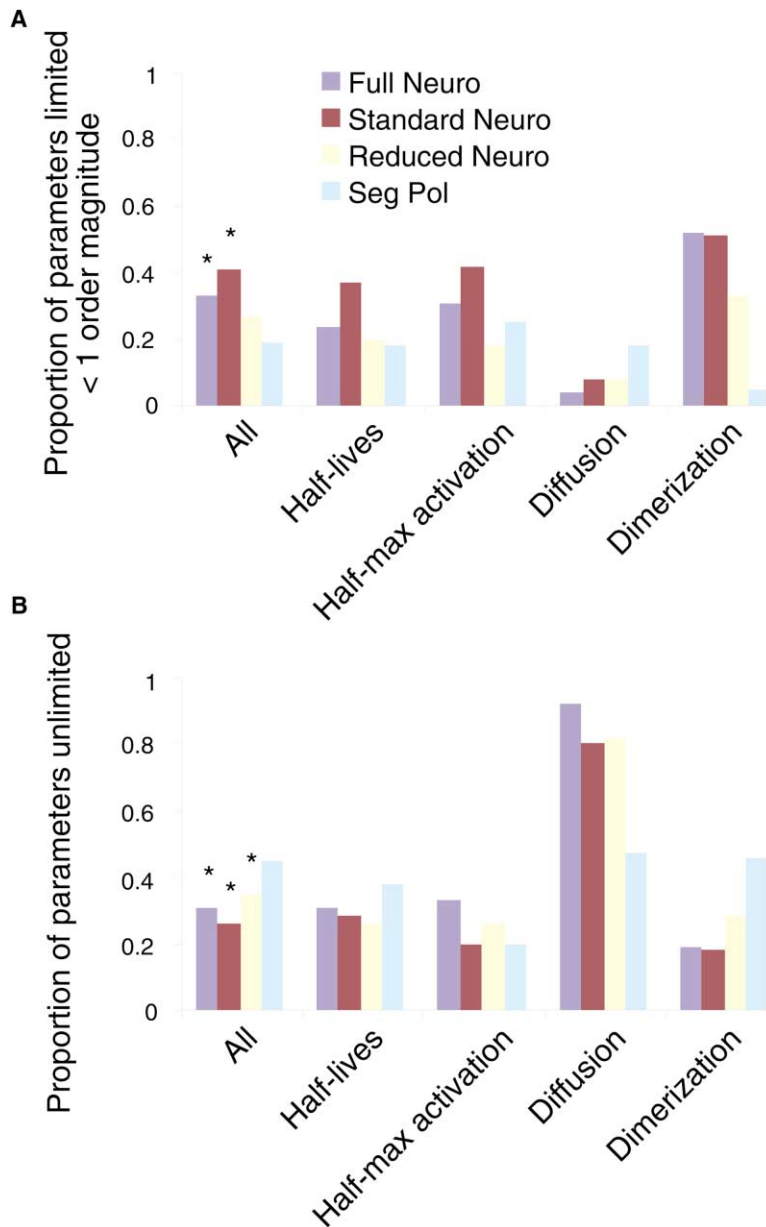 A
Proportion of parameters limited
< 1 order magnitude
1
0.8
0.6
0.4
0.2
0
Full Neuro
Standard Neuro
Reduced Neuro
Seg Pol
*
*
All
Half-lives
Half-max activation
Diffusion
Dimerization
B
Proportion of parameters unlimited
1
0.8
0.6
0.4
0.2
0
*
*
*
All
Half-lives
Half-max activation
Diffusion
Dimerization